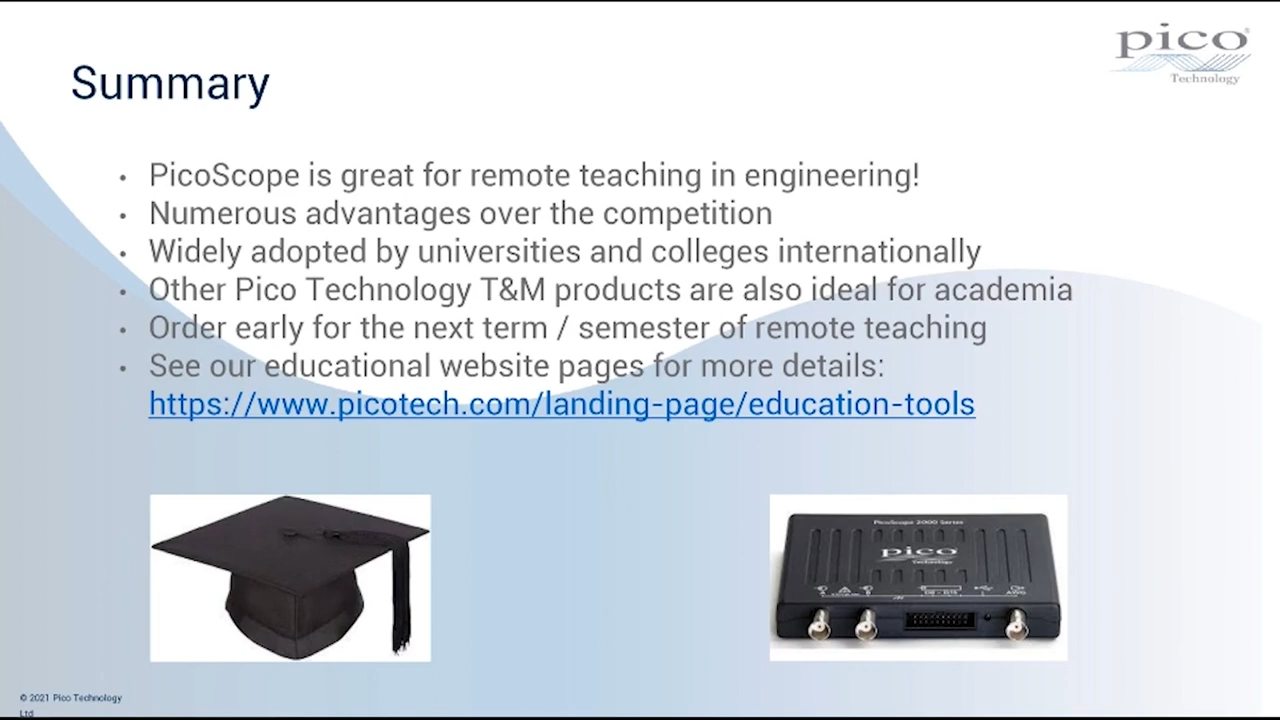 pico
Technology
Summary
• PicoScope is great for remote teaching in engineering!
• Numerous advantages over the competition
• Widely adopted by universities and colleges internationally
• Other Pico Technology T&M products are also ideal for academia
• Order early for the next term / semester of remote teaching
• See our educational website pages for more details:
https://www.picotech.com/landing-page/education-tools
PicoScope 2000 Series
pico
Technology
A B D0 - D15 AWG
© 2021 Pico Technology
Ltd